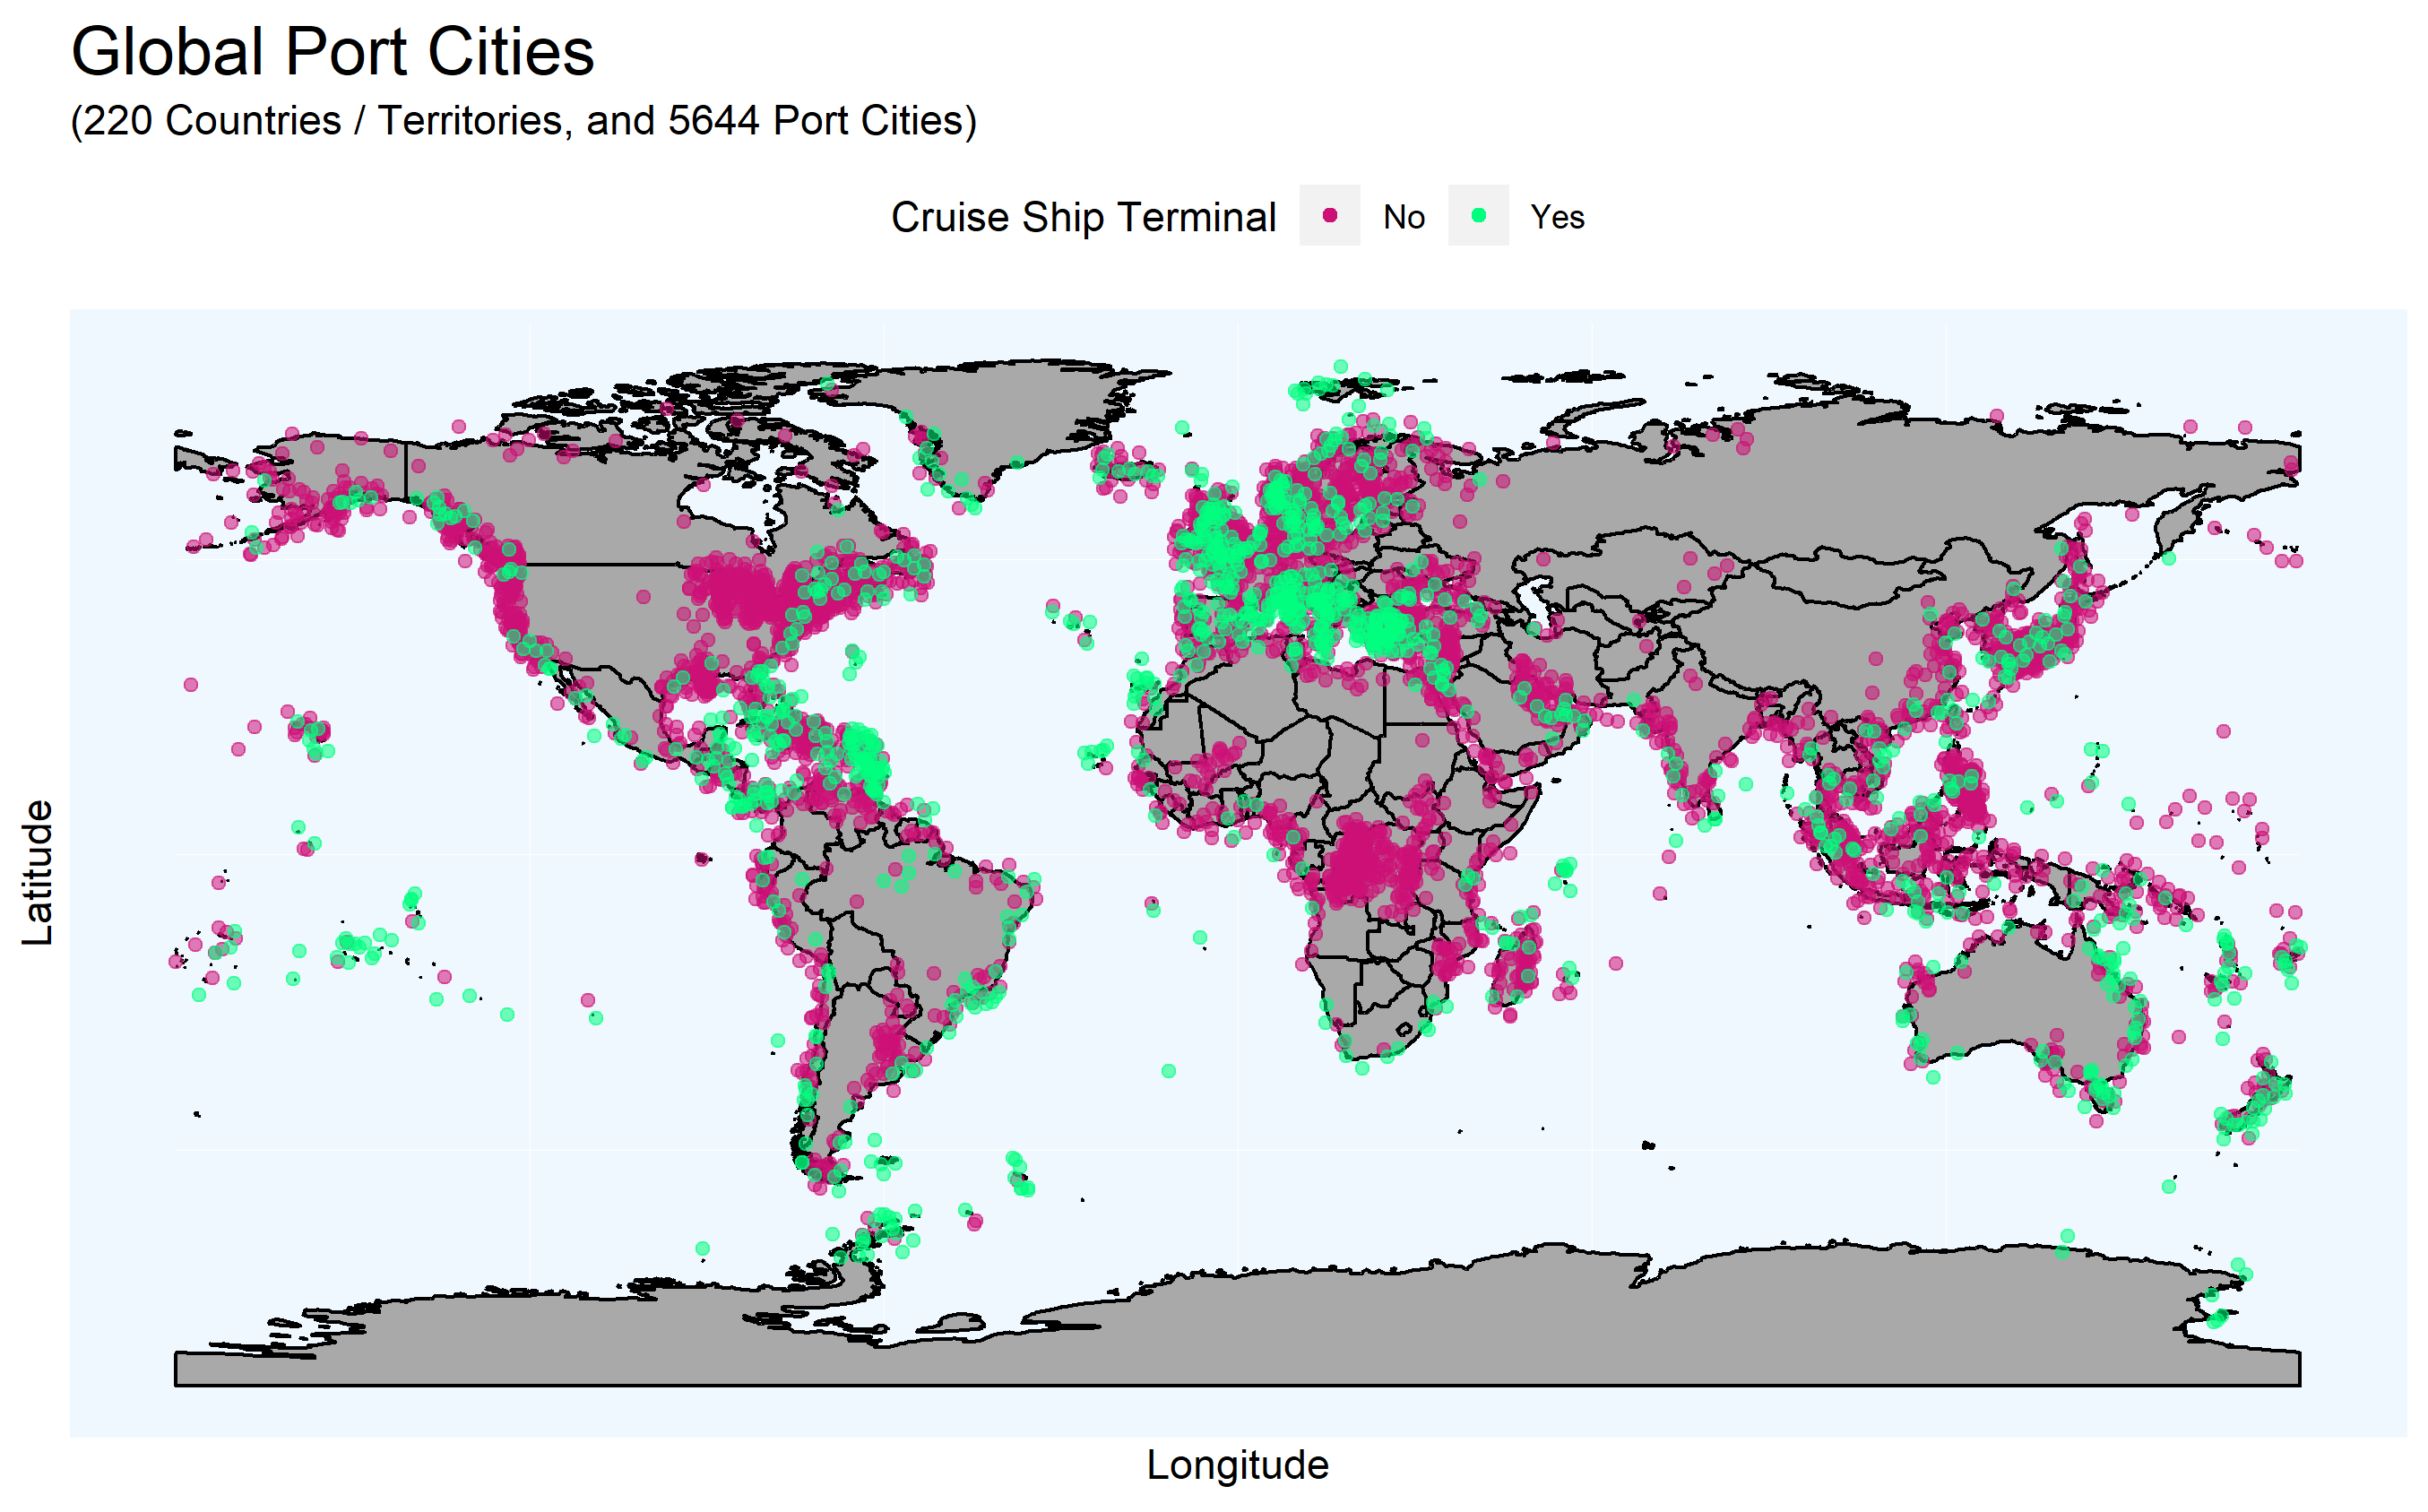 Global Port Cities
(220 Countries / Territories, and 5644 Port Cities)
Cruise Ship Terminal No Yes
Latitude
Longitude